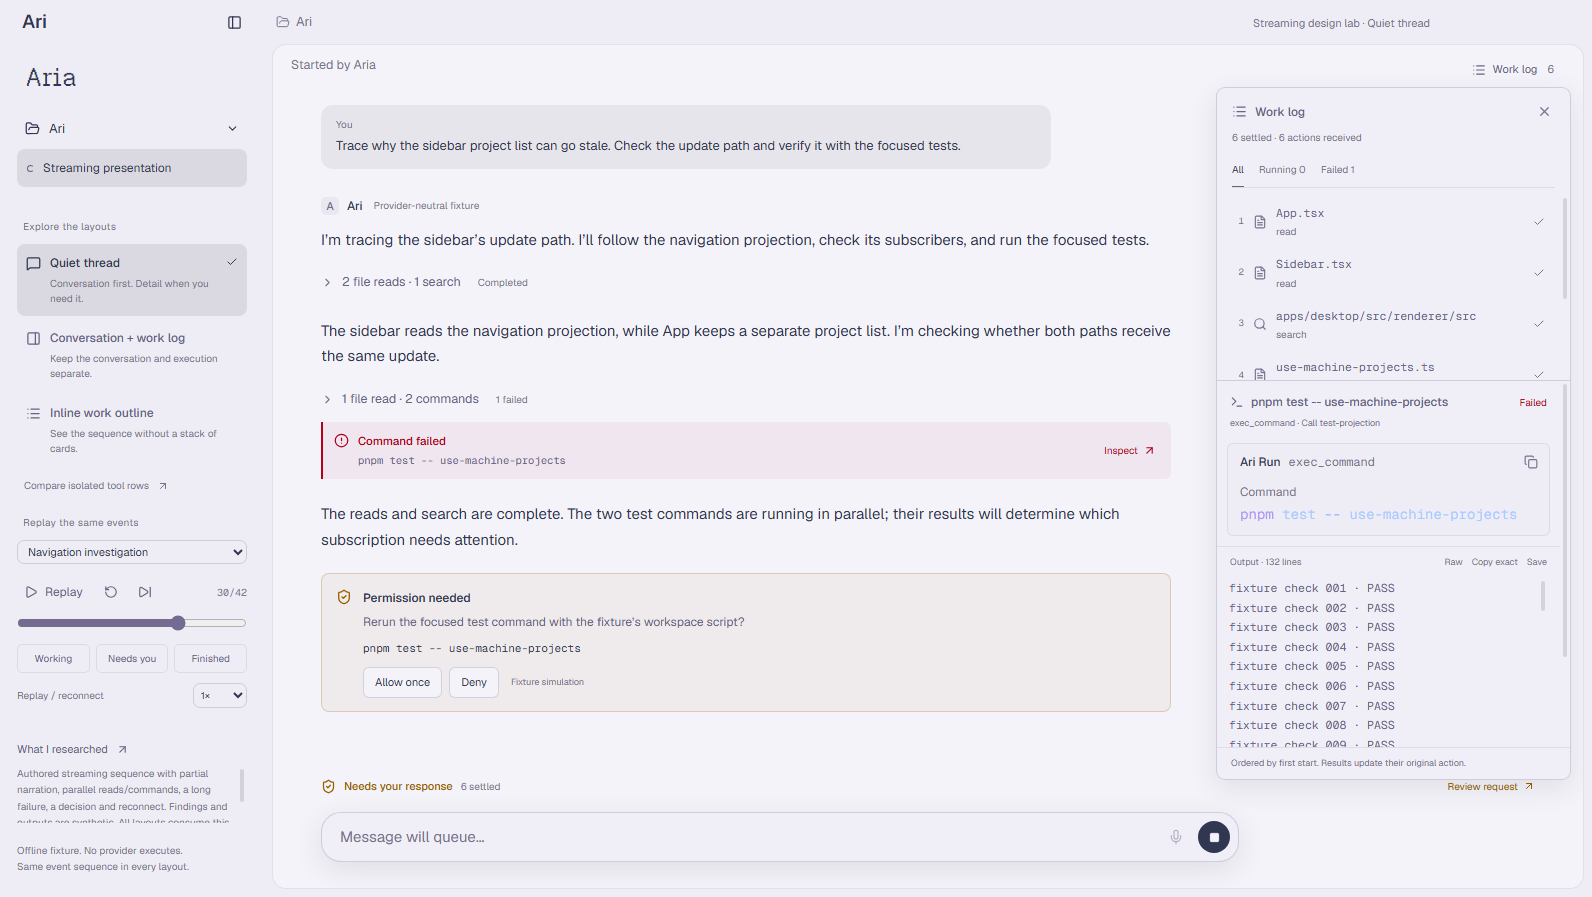 Ari
Aria
Ari
C Streaming presentation
Explore the layouts
Quiet thread
Conversation first. Detail when you
need it.
Conversation + work log
Keep the conversation and execution
separate.
Inline work outline
See the sequence without a stack of
cards.
Compare isolated tool rows
Replay the same events
Navigation investigation
Replay
30/42
Working
Needs you
Finished
Replay / reconnect
1×
What I researched
Authored streaming sequence with partial
narration, parallel reads/commands, a long
failure, a decision and reconnect. Findings and
outputs are synthetic. All layouts consume this
Offline fixture. No provider executes.
Same event sequence in every layout.
Ari
Streaming design lab · Quiet thread
Started by Aria
Work log 6
You
Trace why the sidebar project list can go stale. Check the update path and verify it with the focused tests.
A Ari Provider-neutral fixture
I'm tracing the sidebar's update path. I'll follow the navigation projection, check its subscribers, and run the focused tests.
2 file reads · 1 search Completed
The sidebar reads the navigation projection, while App keeps a separate project list. I'm checking whether both paths receive
the same update.
1 file read · 2 commands 1 failed
Command failed
pnpm test -- use-machine-projects
Inspect
The reads and search are complete. The two test commands are running in parallel; their results will determine which
subscription needs attention.
Permission needed
Rerun the focused test command with the fixture's workspace script?
pnpm test -- use-machine-projects
Allow once
Deny
Fixture simulation
Needs your response 6 settled
Review request
Message will queue...
Work log
6 settled · 6 actions received
All Running 0 Failed 1
1 App.tsx
read
2 Sidebar.tsx
read
3 apps/desktop/src/renderer/src
search
4 use-machine-projects.ts
pnpm test -- use-machine-projects Failed
exec_command · Call test-projection
Ari Run exec_command
Command
pnpm test -- use-machine-projects
Output · 132 lines Raw Copy exact Save
fixture check 001 · PASS
fixture check 002 · PASS
fixture check 003 · PASS
fixture check 004 · PASS
fixture check 005 · PASS
fixture check 006 · PASS
fixture check 007 · PASS
fixture check 008 · PASS
fixture check 009 · PASS
Ordered by first start. Results update their original action.